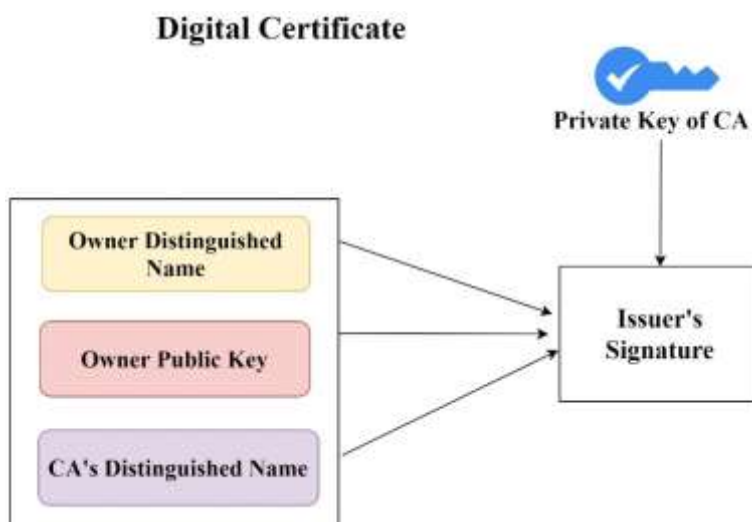 Digital Certificate
Private Key of CA
Owner Distinguished
Name
Owner Public Key
CA's Distinguished Name
Issuer's
Signature